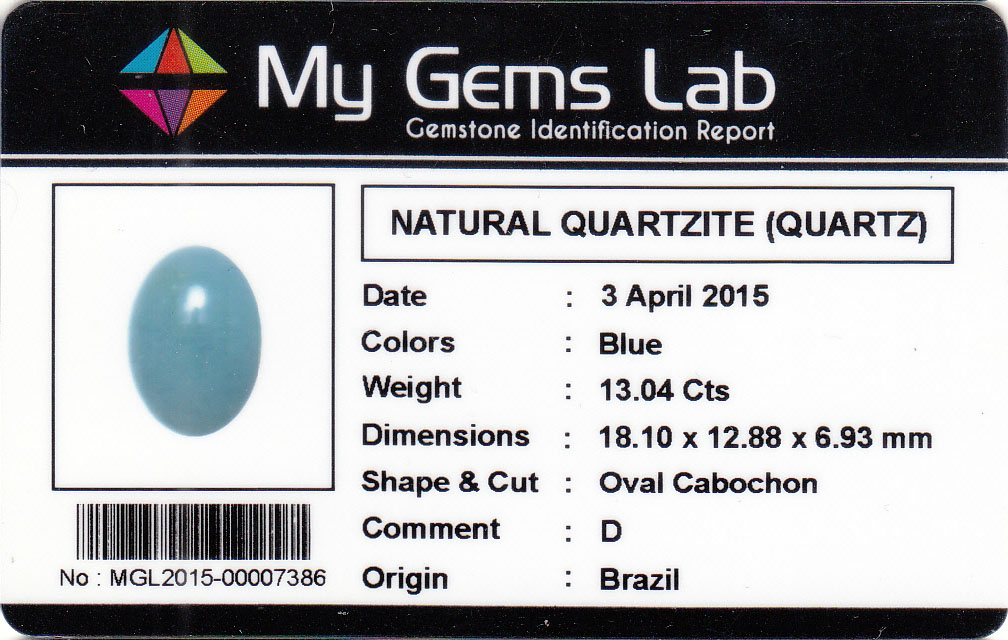 My Gems Lab
Gemstone Identification Report
NATURAL QUARTZITE (QUARTZ)
Date : 3 April 2015
Colors : Blue
Weight : 13.04 Cts
Dimensions : 18.10 x 12.88 x 6.93 mm
Shape & Cut : Oval Cabochon
Comment : D
Origin : Brazil
No : MGL2015-00007386